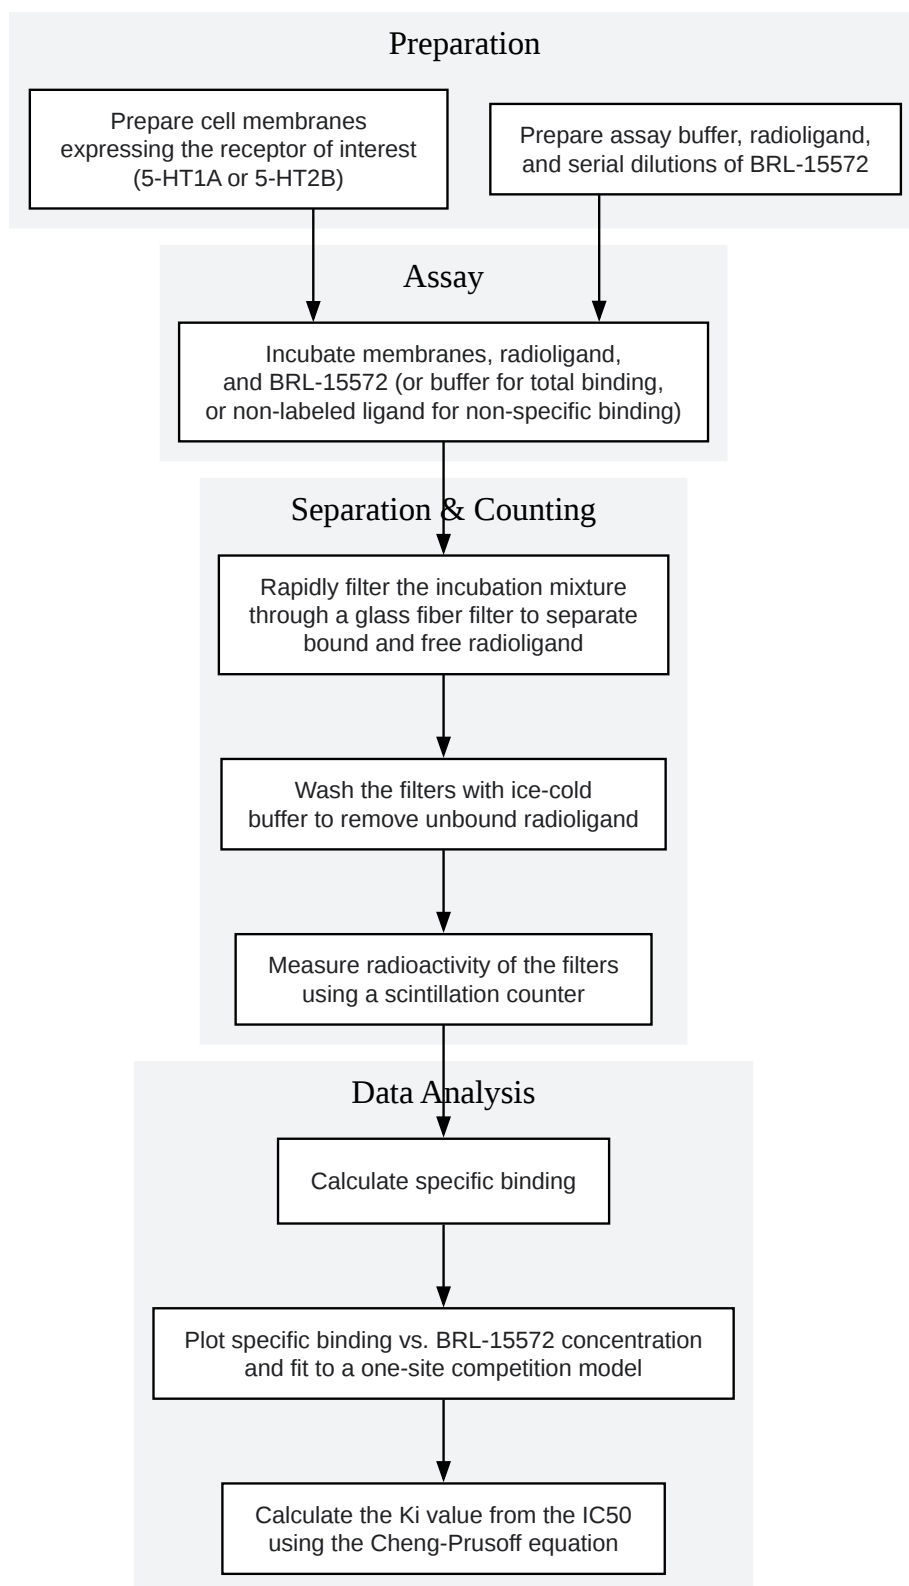 Preparation
Prepare cell membranes
expressing the receptor of interest
(5-HT1A or 5-HT2B)
Prepare assay buffer, radioligand,
and serial dilutions of BRL-15572
Assay
Incubate membranes, radioligand,
and BRL-15572 (or buffer for total binding,
or non-labeled ligand for non-specific binding)
Separation & Counting
Rapidly filter the incubation mixture
through a glass fiber filter to separate
bound and free radioligand
Wash the filters with ice-cold
buffer to remove unbound radioligand
Measure radioactivity of the filters
using a scintillation counter
Data Analysis
Calculate specific binding
Plot specific binding vs. BRL-15572 concentration
and fit to a one-site competition model
Calculate the Ki value from the IC50
using the Cheng-Prusoff equation